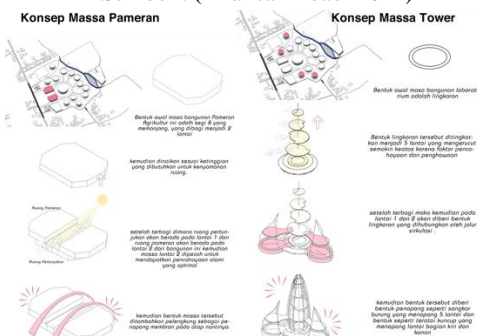 Konsep Massa Pameran
Bentuk awal masa bangunan Pameran
Agrikultur ini adalh segi 8 yang
memanjang, yang dibagi menjadi 2
lantai
kemudian dinaikan sesuai ketinggian
yang dibutuhkan untuk kenyamanan
ruang.
Ruang Pameran
Ruang Pertunjukan
setelah terbagi dimana ruang pertun-
jukan akan berada pada lantai 1 dan
ruang pameran akan berada pada
lantai 2 dan bangunan ini kemudian
massa lantai 2 dipecah untuk
mendapatkan pencahayaan alami
yang optimal
kemudian bentuk massa tersebut
ditambahkan pelengkung sebagai pe-
nopang membran pada atap nantinya.
Konsep Massa Tower
Bentuk awal masa bangunan laborat
rium adalah lingkaran
Bentuk lingkaran tersebut ditingkat-
kan menjadi 5 lantai yang mengerucut
semakin keatas karena faktor penca-
hayaan dan penghawaan
setelah terbagi maka kemudian pada
lantai 1 dan 2 akan diberi bentuk
lingkaran yang dihubungkan oleh jalur
sirkulasi .
kemudian bentuk tersebut diberi
bentuk penopang seperti sangkar
burung yang menopang 5 lantai dan
bentuk seperti teratai kuncup yang
menopang lantai bagian kiri dan
kanan